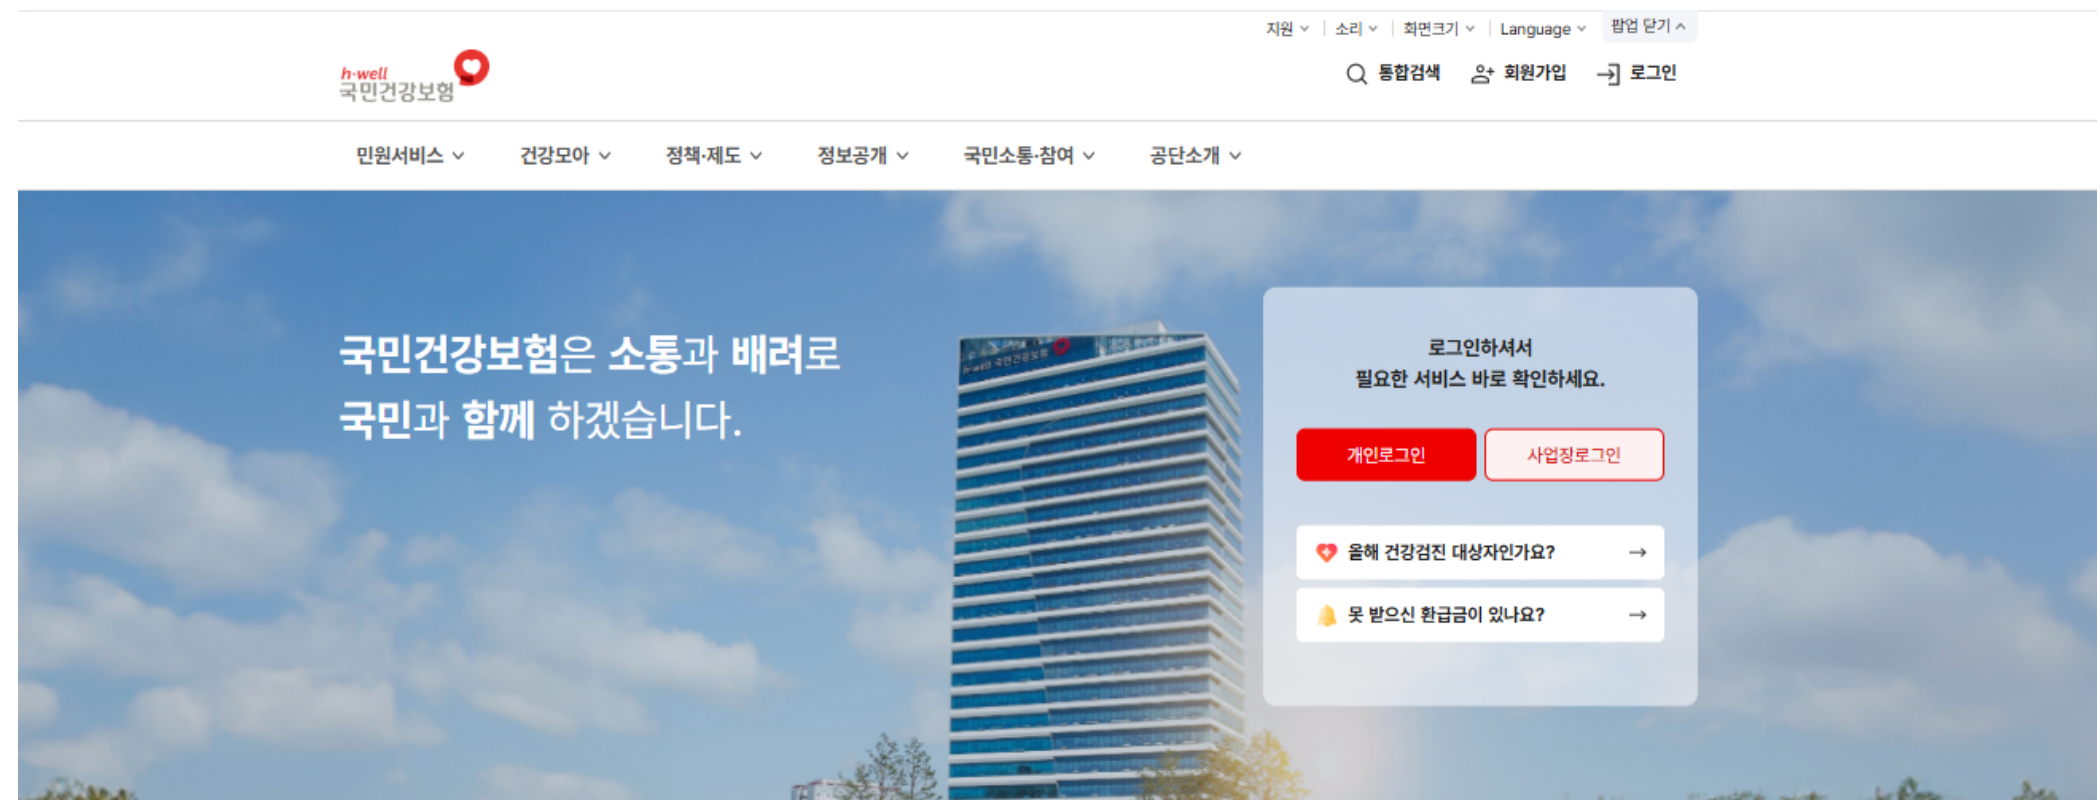 지원 소리 화면크기 Language 팝업 닫기
h·well
국민건강보험
통합검색 회원가입 로그인
민원서비스 건강모아 정책·제도 정보공개 국민소통·참여 공단소개
국민건강보험은 소통과 배려로
국민과 함께 하겠습니다.
h·well 국민건강보험
로그인하셔서
필요한 서비스 바로 확인하세요.
개인로그인 사업장로그인
올해 건강검진 대상자인가요?
못 받으신 환급금이 있나요?